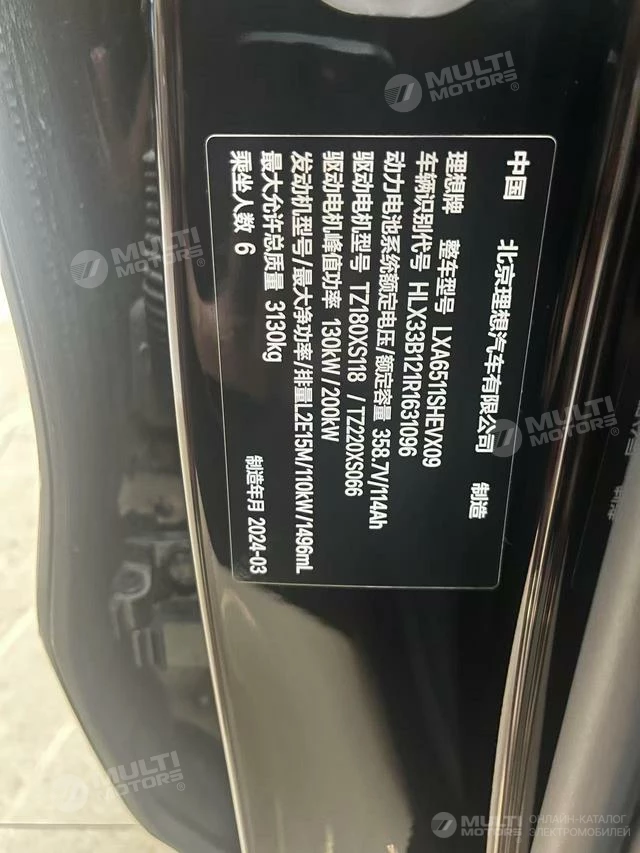 中国 北京理想汽车有限公司 制造
理想牌 整车型号 LXA6511SHEVX09
车辆识别代号 HLX33B121R1631096
动力电池系统额定电压/额定容量 358.7V/114Ah
驱动电机型号 TZ180XS118 /TZ220XS066
驱动电机峰值功率 130kW/200kW
发动机型号/最大净功率/排量L2E15M/110kW/1496mL
最大允许总质量 3130kg
乘坐人数 6 制造年月 2024-03
MULTI
MOTORS®
MULTI
MOTORS®
MULTI
MOTORS®
MULTI
MOTORS®
MULTI
MOTORS
ОНЛАЙН-КАТАЛОГ
ЭЛЕКТРОМОБИЛЕЙ